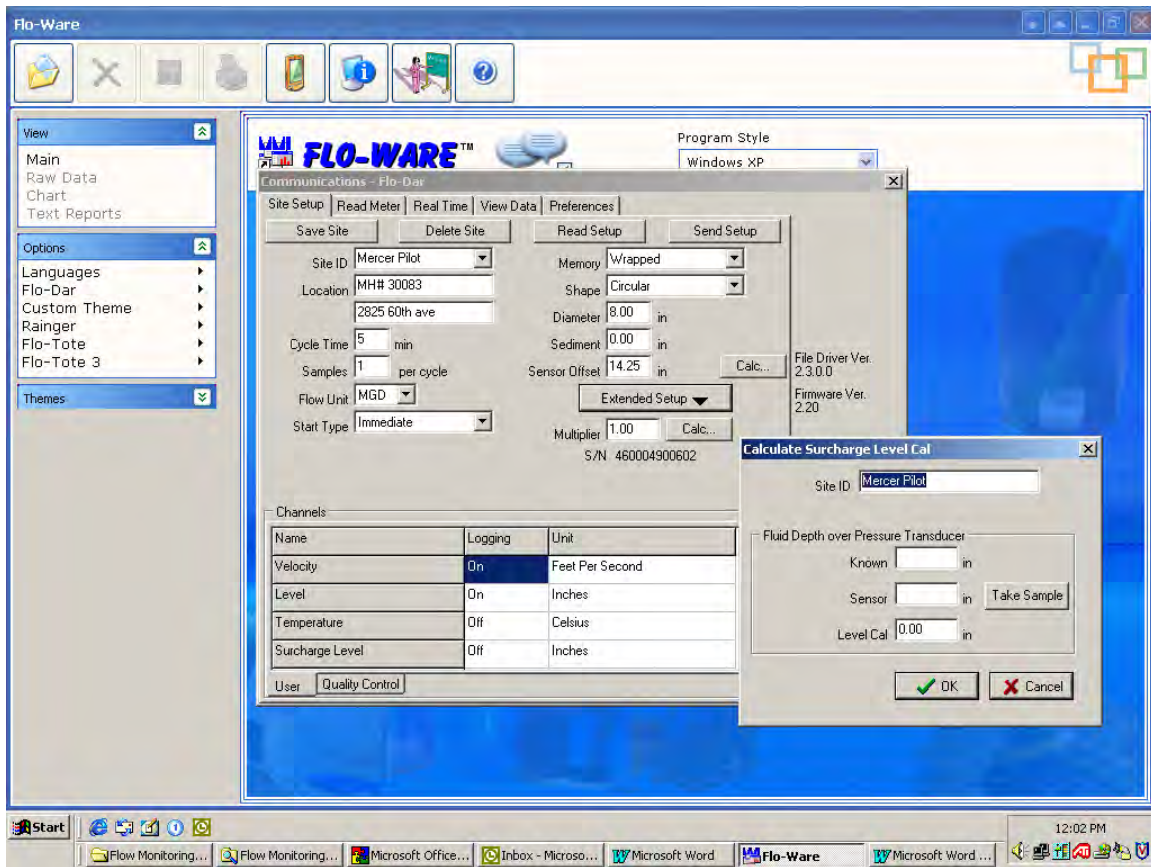 Flo-Ware
View
Main
Raw Data
Chart
Text Reports
Options
Languages
Flo-Dar
Custom Theme
Rainger
Flo-Tote
Flo-Tote 3
Themes
MMI FLO-WARE™
Program Style
Windows XP
Communications - Flo-Dar
Site Setup Read Meter Real Time View Data Preferences
Save Site Delete Site Read Setup Send Setup
Site ID Mercer Pilot Memory Wrapped
Location MH# 30083 Shape Circular
2825 60th ave Diameter 8.00 in
Cycle Time 5 min Sediment 0.00 in
Samples 1 per cycle Sensor Offset 14.25 in Calc...
File Driver Ver.
2.3.0.0
Flow Unit MGD Extended Setup
Firmware Ver.
2.20
Start Type Immediate Multiplier 1.00 Calc...
S/N 460004900602
Channels
Name Logging Unit
Velocity On Feet Per Second
Level On Inches
Temperature Off Celsius
Surcharge Level Off Inches
User Quality Control
Calculate Surcharge Level Cal
Site ID Mercer Pilot
Fluid Depth over Pressure Transducer
Known in
Sensor in Take Sample
Level Cal 0.00 in
OK Cancel
Start
12:02 PM
Flow Monitoring... Flow Monitoring... Microsoft Office... Inbox - Microso... Microsoft Word Flo-Ware Microsoft Word ...